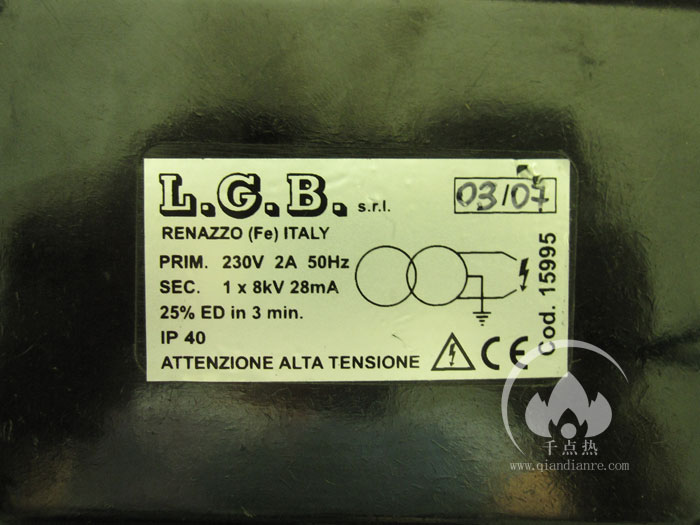 L.G.B. s.r.l.
03/07
RENAZZO (Fe) ITALY
PRIM. 230V 2A 50Hz
SEC. 1 x 8kV 28mA
25% ED in 3 min.
IP 40
ATTENZIONE ALTA TENSIONE
CE
Cod. 15995
千点热
www.qiandianre.com